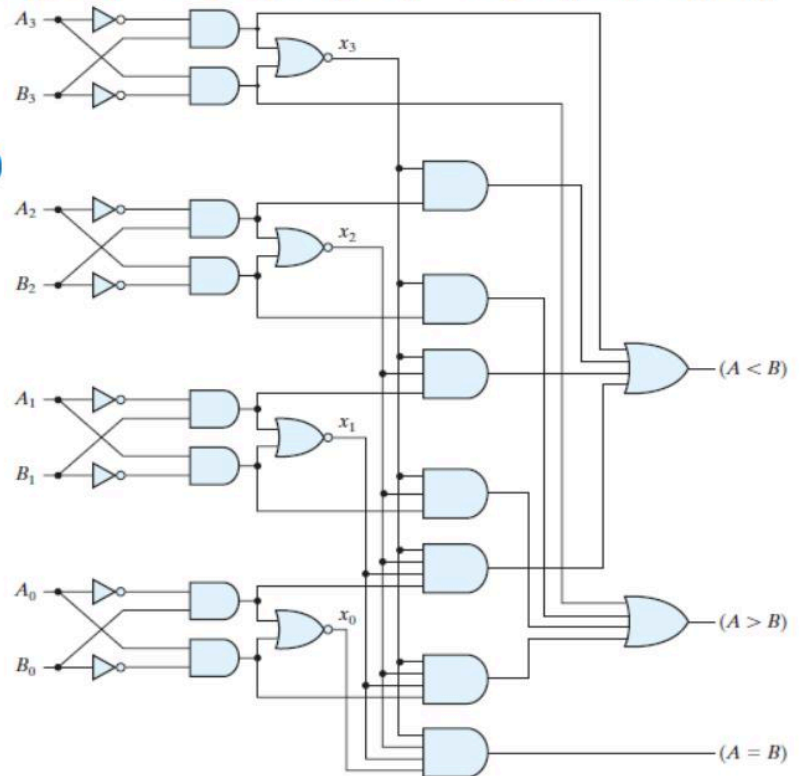 A₃
x₃
B₃
A₂
x₂
B₂
(A < B)
A₁
x₁
B₁
A₀
x₀
(A > B)
B₀
(A = B)